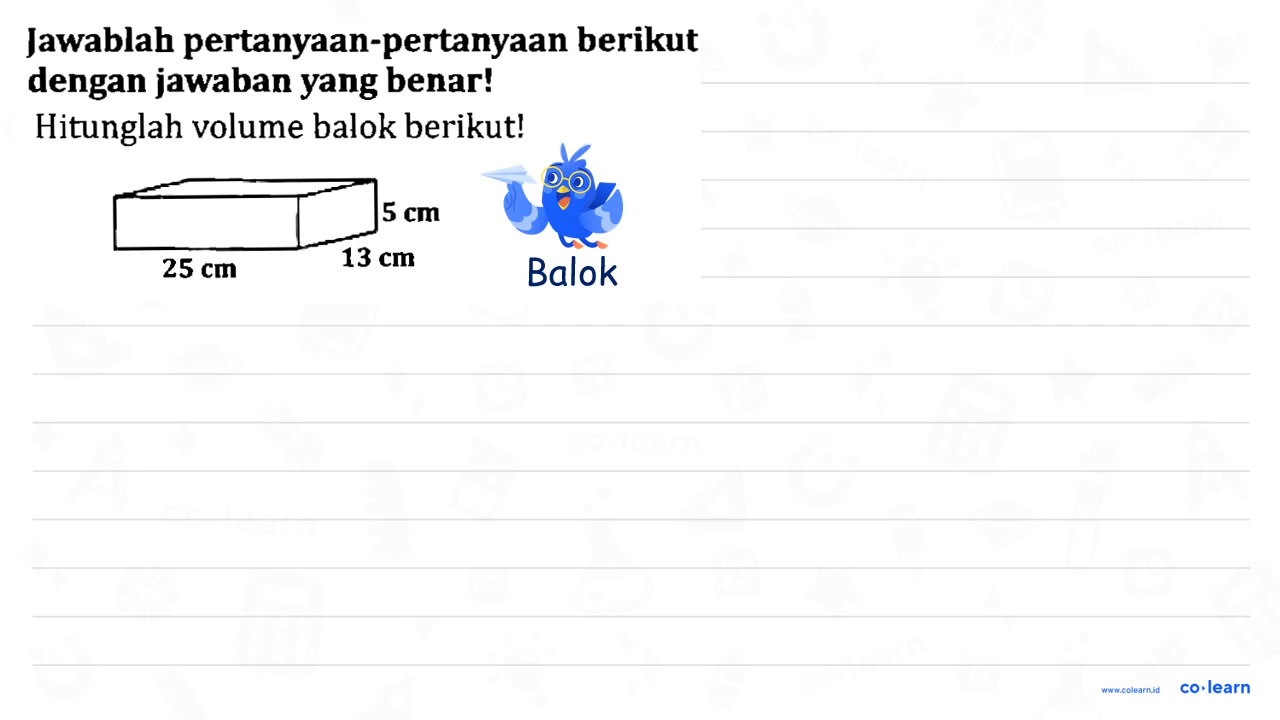 Jawablah pertanyaan-pertanyaan berikut
dengan jawaban yang benar!
Hitunglah volume balok berikut!
5 cm
13 cm
25 cm
Balok
www.colearn.id
co·learn